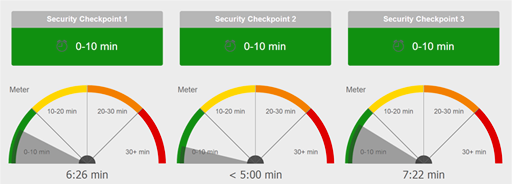 Security Checkpoint 1
0-10 min
Meter
10-20 min
20-30 min
0-10 min
30+ min
6:26 min
Security Checkpoint 2
0-10 min
Meter
10-20 min
20-30 min
0-10 min
30+ min
< 5:00 min
Security Checkpoint 3
0-10 min
Meter
10-20 min
20-30 min
0-10 min
30+ min
7:22 min